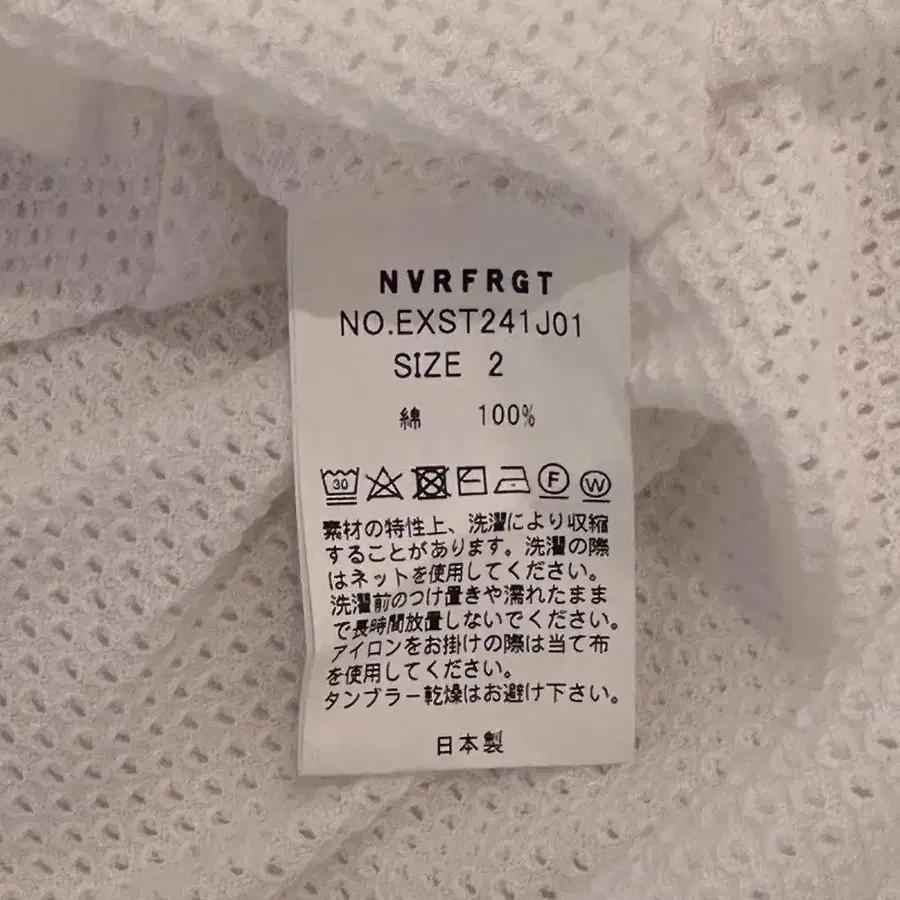 NVRFRGT
NO.EXST241J01
SIZE 2
綿 100%
30 F W
素材の特性上、洗濯により収縮
することがあります。洗濯の際
はネットを使用してください。
洗濯前のつけ置きや濡れたまま
で長時間放置しないでください。
アイロンをお掛けの際は当て布
を使用してください。
タンブラー乾燥はお避け下さい。
日本製